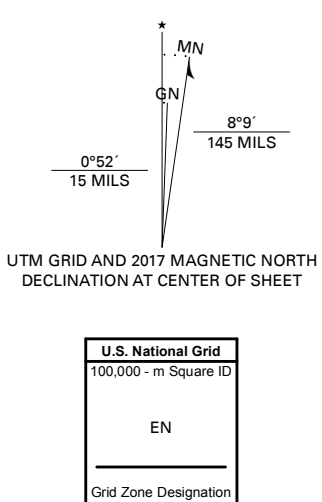 ★
MN
GN
8°9´
145 MILS
0°52´
15 MILS
UTM GRID AND 2017 MAGNETIC NORTH
DECLINATION AT CENTER OF SHEET
U.S. National Grid
100,000 - m Square ID
EN
Grid Zone Designation